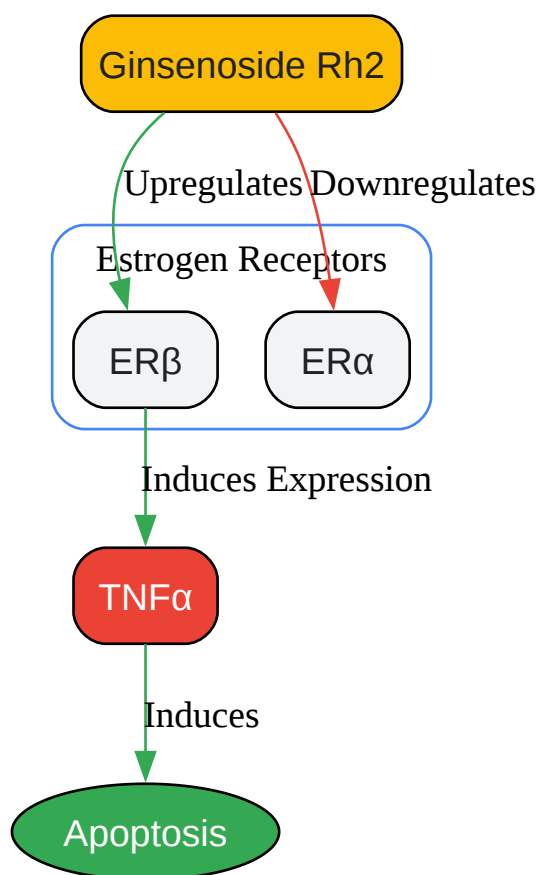 Ginsenoside Rh2
Upregulates
Downregulates
Estrogen Receptors
ERβ
ERα
Induces Expression
TNFα
Induces
Apoptosis